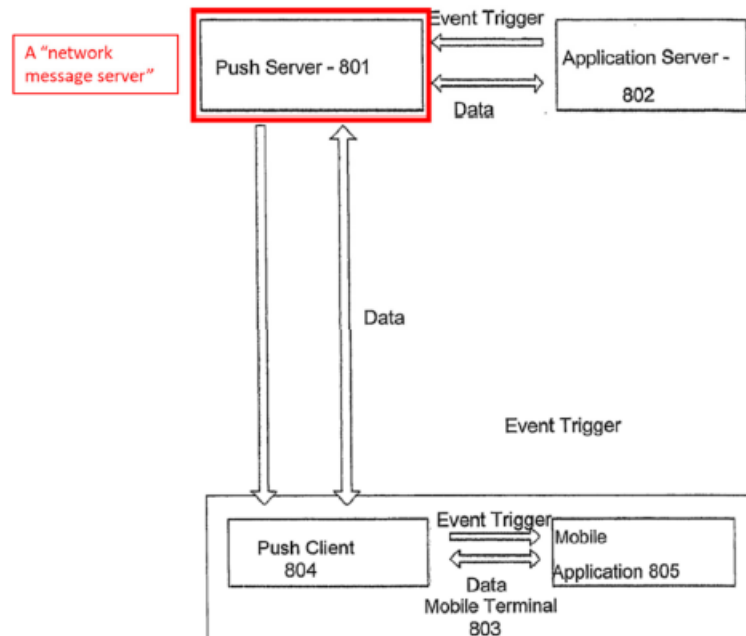 Event Trigger
A “network
message server”
Push Server - 801
Application Server -
802
Data
Data
Event Trigger
Event Trigger
Push Client
804
Mobile
Application 805
Data
Mobile Terminal
803